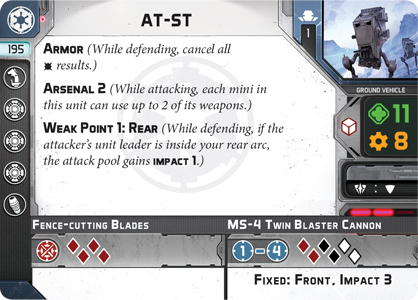 AT-ST
1
195
ARMOR (While defending, cancel all
results.)
ARSENAL 2 (While attacking, each mini in
this unit can use up to 2 of its weapons.)
WEAK POINT 1: REAR (While defending, if the
attacker's unit leader is inside your rear arc,
the attack pool gains IMPACT 1.)
GROUND VEHICLE
11
8
:
FENCE-CUTTING BLADES
MS-4 TWIN BLASTER CANNON
1-4
FIXED: FRONT, IMPACT 3